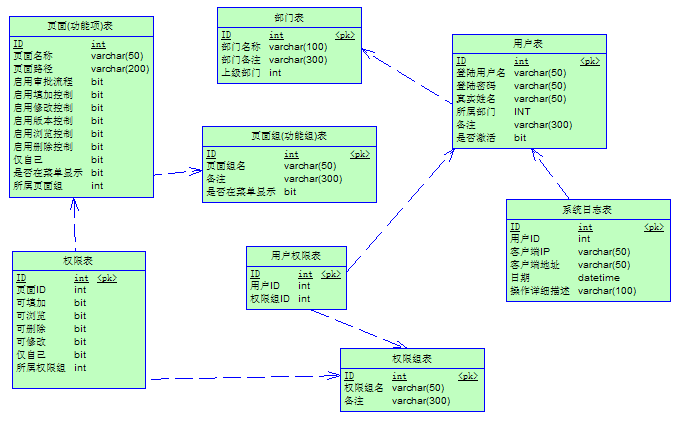 页面(功能项)表
ID int <pk>
页面名称 varchar(50)
页面路径 varchar(200)
启用审批流程 bit
启用填加控制 bit
启用修改控制 bit
启用版本控制 bit
启用浏览控制 bit
启用删除控制 bit
仅自己 bit
是否在菜单显示 bit
所属页面组 int
部门表
ID int <pk>
部门名称 varchar(100)
部门备注 varchar(300)
上级部门 int
用户表
ID int <pk>
登陆用户名 varchar(50)
登陆密码 varchar(50)
真实姓名 varchar(50)
所属部门 INT
备注 varchar(300)
是否激活 bit
页面组(功能组)表
ID int <pk>
页面组名 varchar(50)
备注 varchar(300)
是否在菜单显示 bit
系统日志表
ID int <pk>
用户ID int
客户端IP varchar(50)
客户端地址 varchar(50)
日期 datetime
操作详细描述 varchar(100)
权限表
ID int <pk>
页面ID int
可填加 bit
可浏览 bit
可删除 bit
可修改 bit
仅自己 bit
所属权限组 int
用户权限表
ID int <pk>
用户ID int
权限组ID int
权限组表
ID int <pk>
权限组名 varchar(50)
备注 varchar(300)